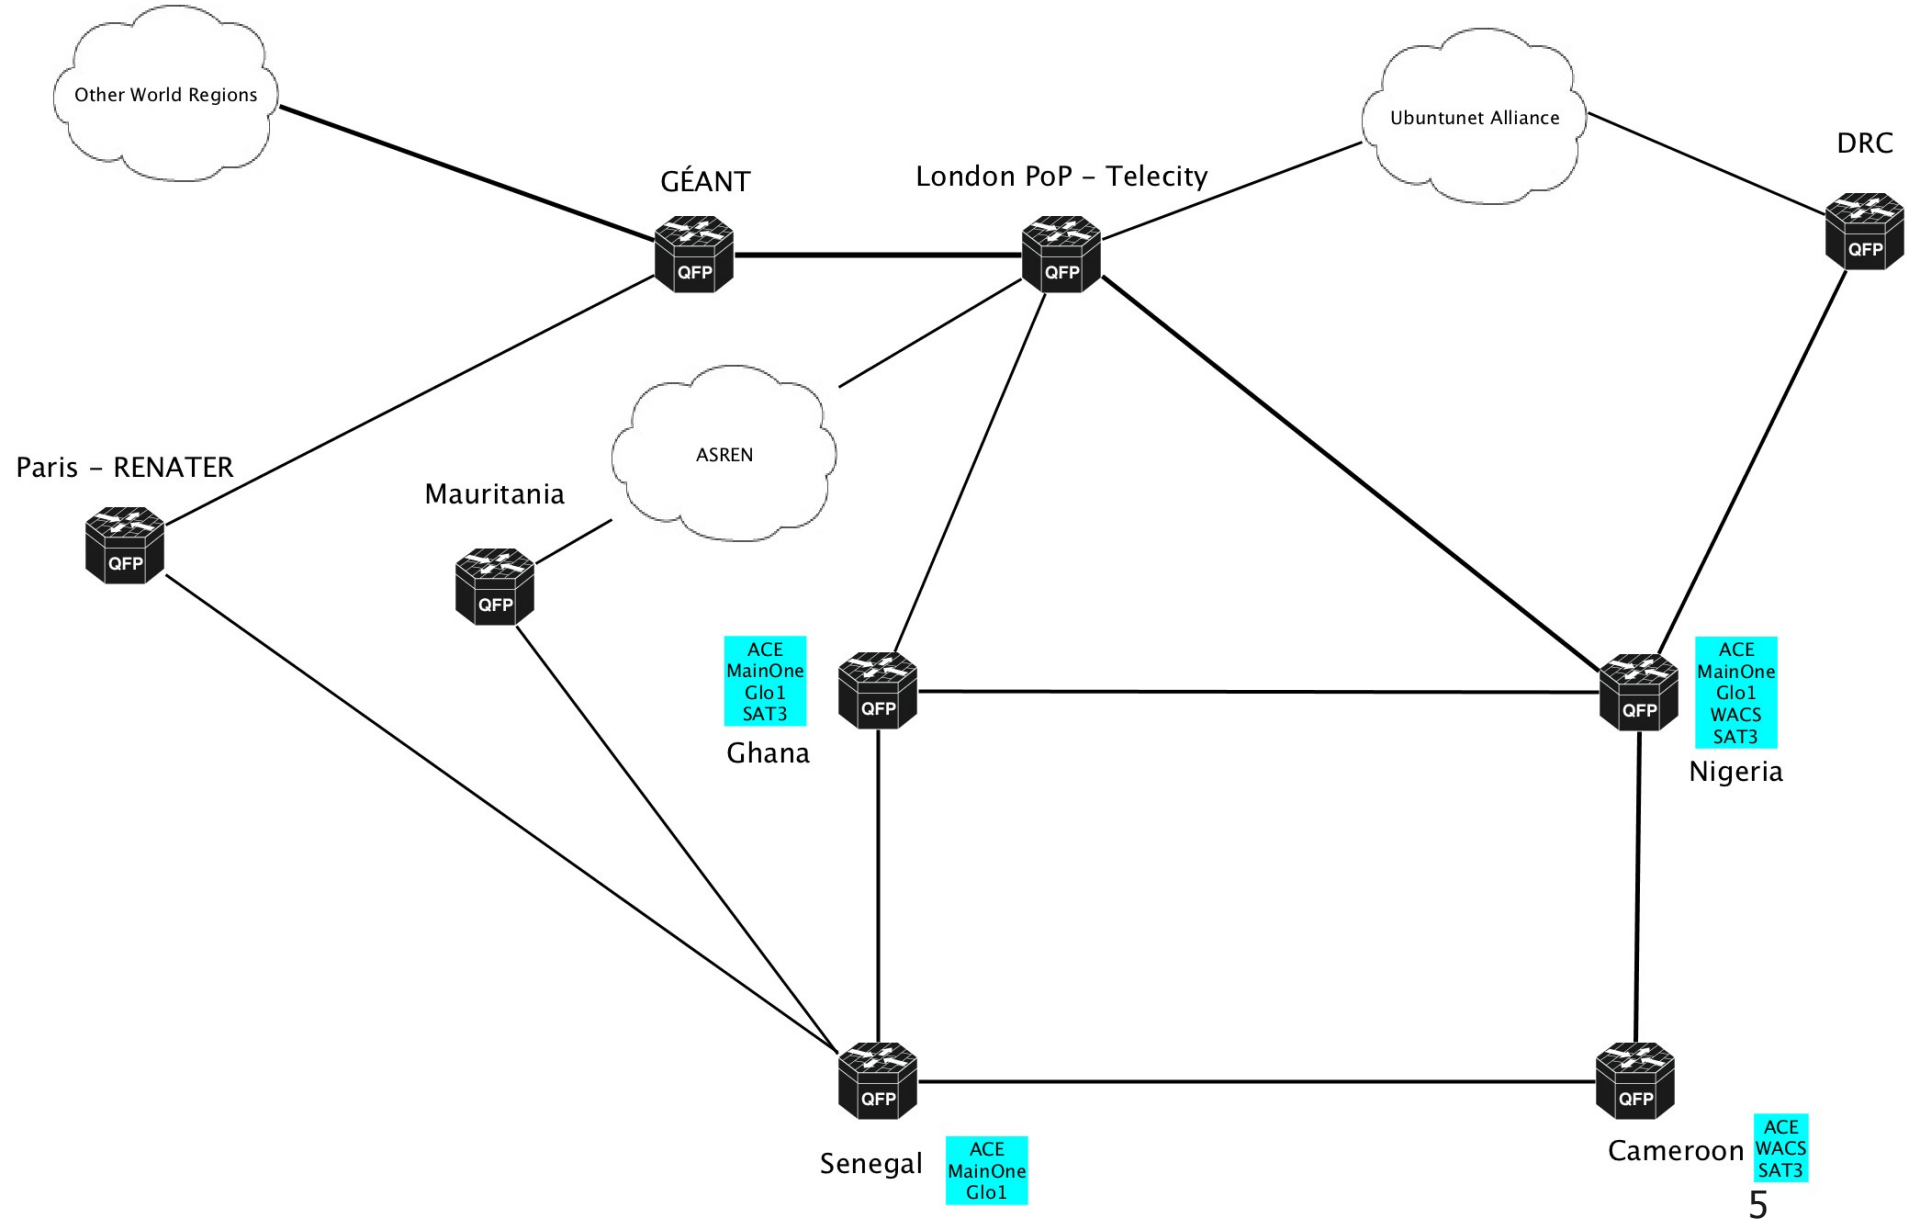 Other World Regions
Ubuntunet Alliance
DRC
GÉANT
London PoP – Telecity
QFP
QFP
QFP
Paris – RENATER
ASREN
Mauritania
QFP
QFP
ACE
MainOne
Glo1
SAT3
Ghana
QFP
QFP
ACE
MainOne
Glo1
WACS
SAT3
Nigeria
QFP
QFP
Senegal
ACE
MainOne
Glo1
Cameroon
ACE
WACS
SAT3
5